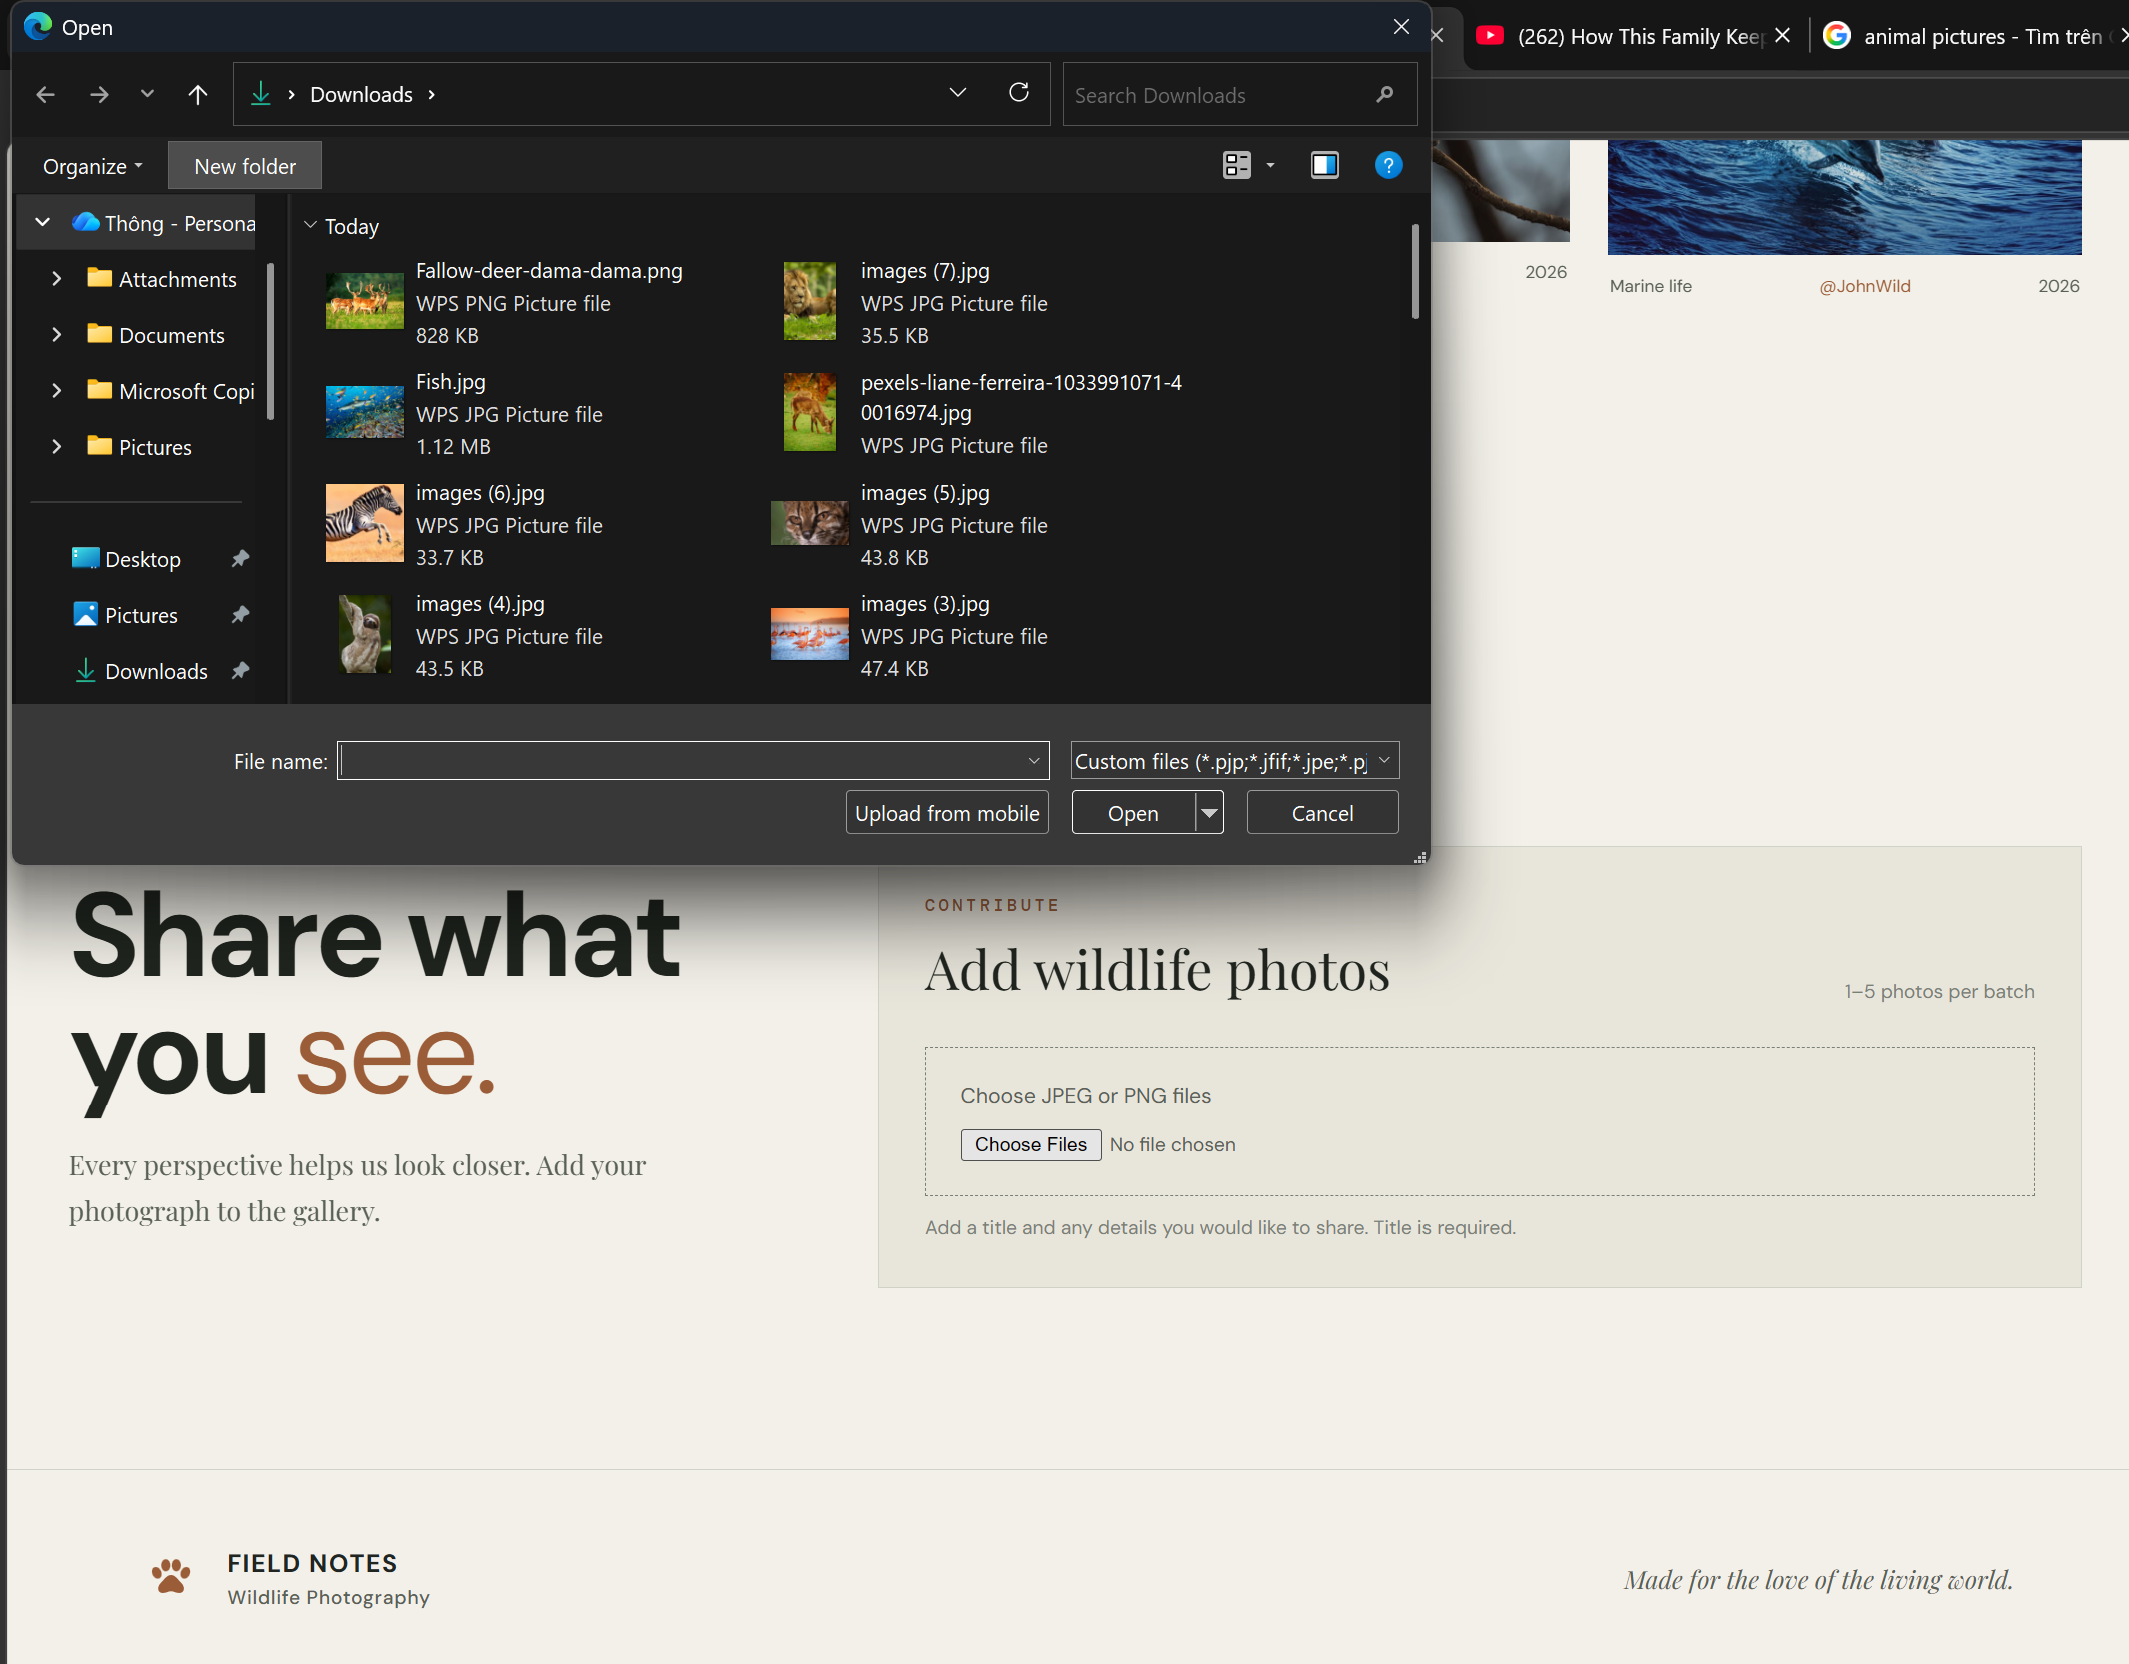 Open
(262) How This Family Keep
animal pictures - Tìm trên
Downloads
Search Downloads
Organize
New folder
Thông - Persona
Attachments
Documents
Microsoft Copi
Pictures
Desktop
Pictures
Downloads
Today
Fallow-deer-dama-dama.png
WPS PNG Picture file
828 KB
images (7).jpg
WPS JPG Picture file
35.5 KB
Fish.jpg
WPS JPG Picture file
1.12 MB
pexels-liane-ferreira-1033991071-4
0016974.jpg
WPS JPG Picture file
images (6).jpg
WPS JPG Picture file
33.7 KB
images (5).jpg
WPS JPG Picture file
43.8 KB
images (4).jpg
WPS JPG Picture file
43.5 KB
images (3).jpg
WPS JPG Picture file
47.4 KB
File name:
Custom files (*.pjp;*.jfif;*.jpe;*.pj
Upload from mobile
Open
Cancel
2026
Marine life
@JohnWild
2026
Share what
you see.
Every perspective helps us look closer. Add your
photograph to the gallery.
CONTRIBUTE
Add wildlife photos
1–5 photos per batch
Choose JPEG or PNG files
Choose Files
No file chosen
Add a title and any details you would like to share. Title is required.
FIELD NOTES
Wildlife Photography
Made for the love of the living world.